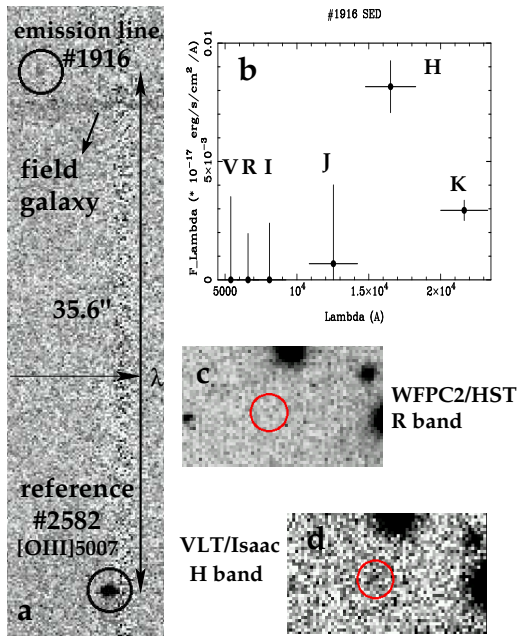 emission line
#1916
field
galaxy
35.6"
λ
reference
#2582
[OIII]5007
a
#1916 SED
b
V R I
J
H
K
F_Lambda (* 10⁻¹⁷ erg/s/cm² /A)
0 5×10⁻³ 0.01
5000 10⁴ 1.5×10⁴ 2×10⁴
Lambda (A)
c
WFPC2/HST
R band
VLT/Isaac
H band
d